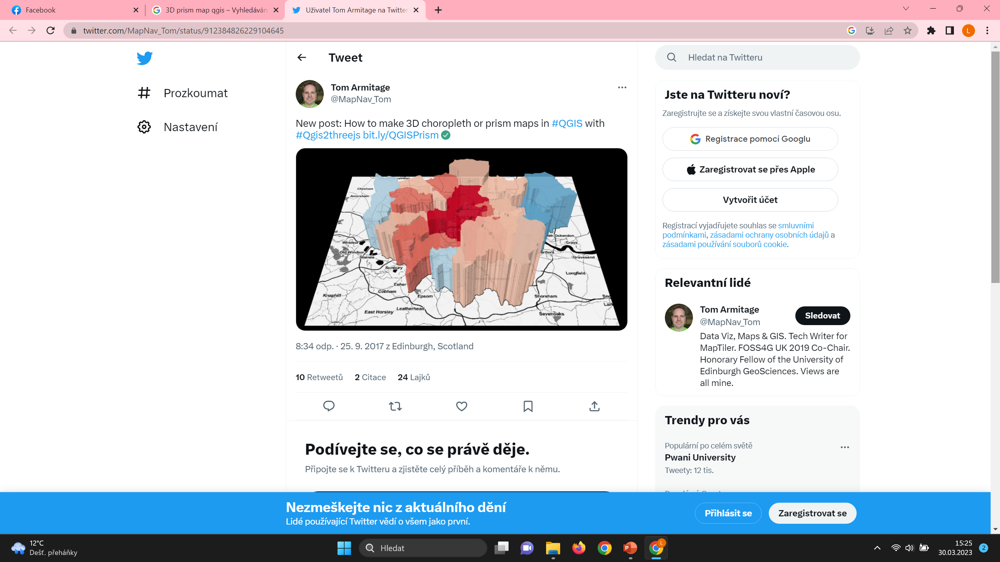 Facebook
3D prism map qgis – Vyhledáván
Uživatel Tom Armitage na Twitter
twitter.com/MapNav_Tom/status/912384826229104645
L
Prozkoumat
Nastavení
Tweet
Tom Armitage
@MapNav_Tom
New post: How to make 3D choropleth or prism maps in #QGIS with
#Qgis2threejs bit.ly/QGISPrism
Chesham
Amersham
Windsor
Old Windsor
Staines
Sunbury
Esher
Cobham
Knaphill
Epsom
Leatherhead
East Horsley
Ockendon
Grays
artford
Gravesend
Longfield
Shoreham
Sevenoaks
8:34 odp. · 25. 9. 2017 z Edinburgh, Scotland
10 Retweetů 2 Citace 24 Lajků
Podívejte se, co se právě děje.
Připojte se k Twitteru a zjistěte celý příběh a komentáře k němu.
Hledat na Twitteru
Jste na Twitteru noví?
Zaregistrujte se a získejte svou vlastní časovou osu.
Registrace pomocí Googlu
Zaregistrovat se přes Apple
Vytvořit účet
Registrací vyjadřujete souhlas se smluvními
podmínkami, zásadami ochrany osobních údajů a
zásadami používání souborů cookie.
Relevantní lidé
Tom Armitage
@MapNav_Tom
Sledovat
Data Viz, Maps & GIS. Tech Writer for
MapTiler. FOSS4G UK 2019 Co-Chair.
Honorary Fellow of the University of
Edinburgh GeoSciences. Views are
all mine.
Trendy pro vás
Populární po celém světě
Pwani University
Tweety: 12 tis.
Nezmeškejte nic z aktuálního dění
Lidé používající Twitter vědí o všem jako první.
Přihlásit se
Zaregistrovat se
12°C
Dešť. přeháňky
Hledat
P
L
15:25
30.03.2023
2